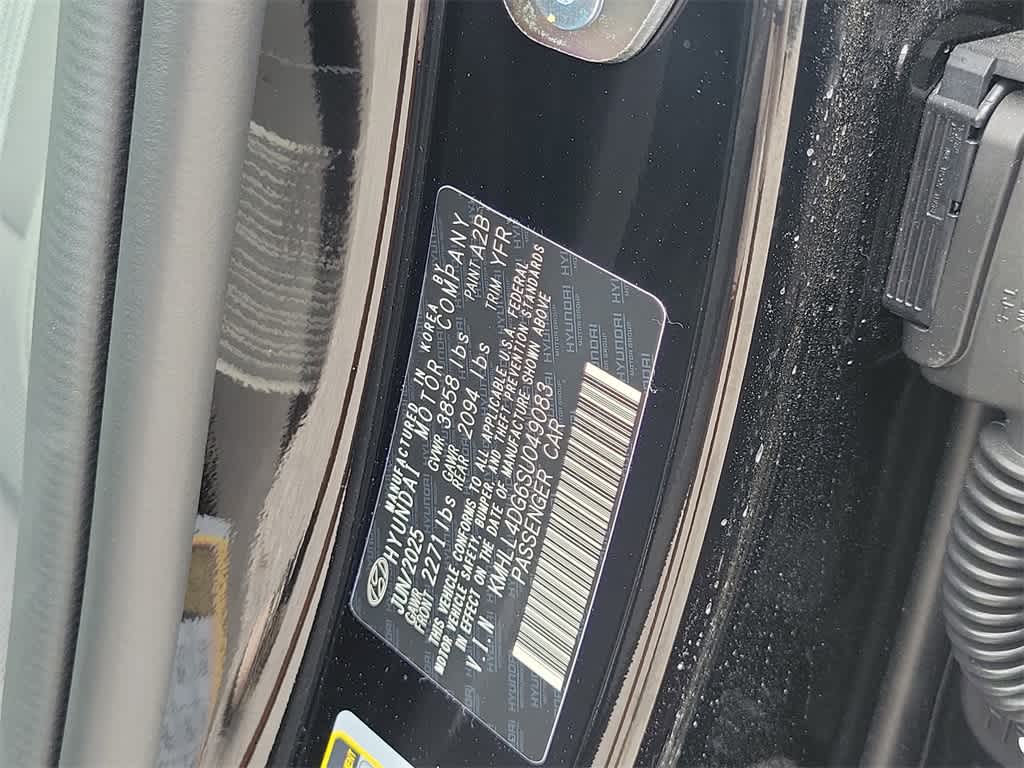 MANUFACTURED IN KOREA BY
HYUNDAI MOTOR COMPANY
JUN/2025 GVWR 3858 lbs PAINT A2B
GAWR FRONT 2271 lbs GAWR REAR 2094 lbs TRIM YFR
THIS VEHICLE CONFORMS TO ALL APPLICABLE U.S.A. FEDERAL
MOTOR VEHICLE SAFETY, BUMPER, AND THEFT PREVENTION STANDARDS
IN EFFECT ON THE DATE OF MANUFACTURE SHOWN ABOVE
V.I.N. KMHLL4DG6SU049083
PASSENGER CAR